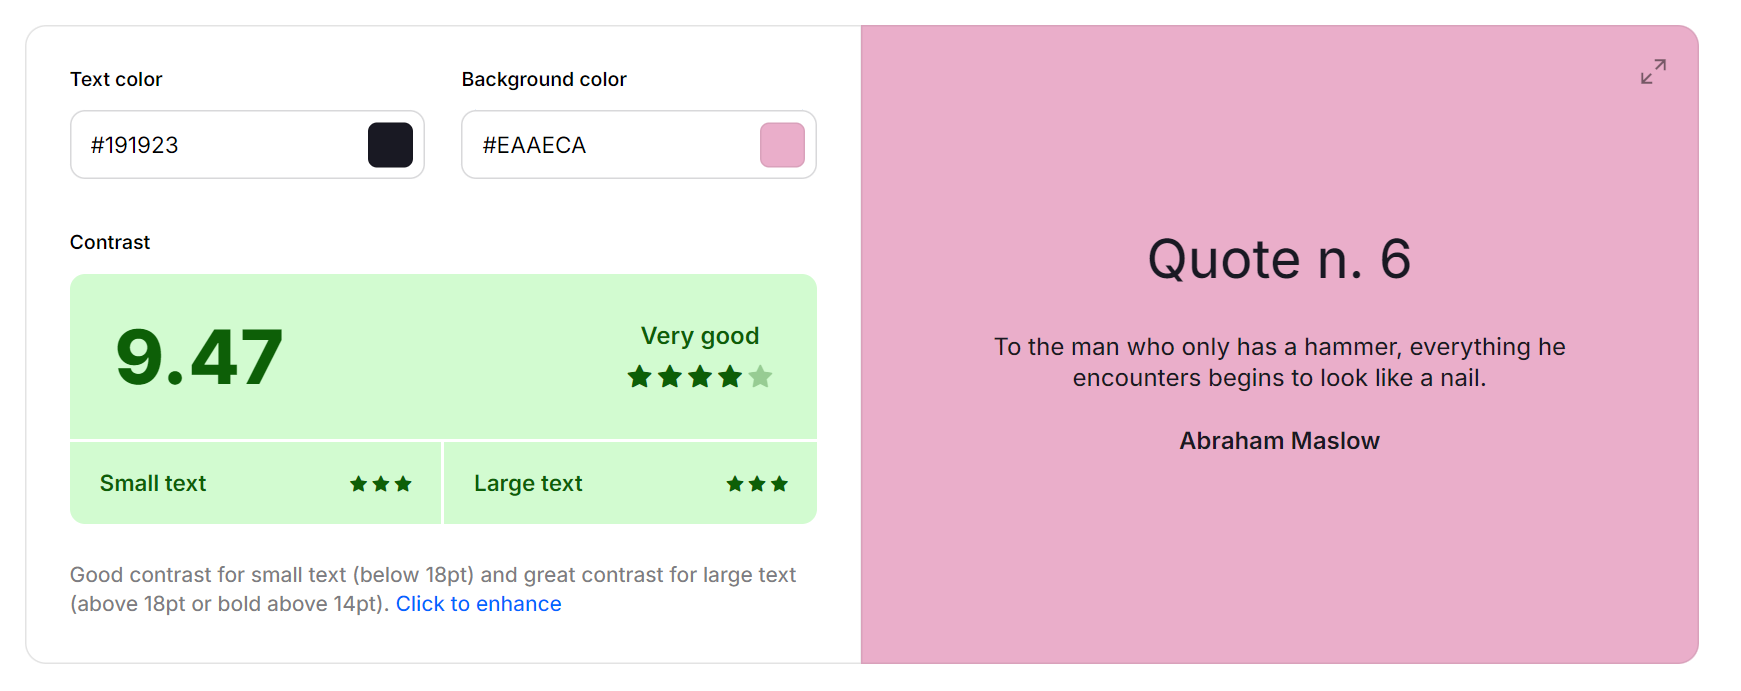 Text color
Background color
#191923
#EAAECA
Contrast
9.47
Very good
Small text
Large text
Good contrast for small text (below 18pt) and great contrast for large text
(above 18pt or bold above 14pt). Click to enhance
Quote n. 6
To the man who only has a hammer, everything he
encounters begins to look like a nail.
Abraham Maslow